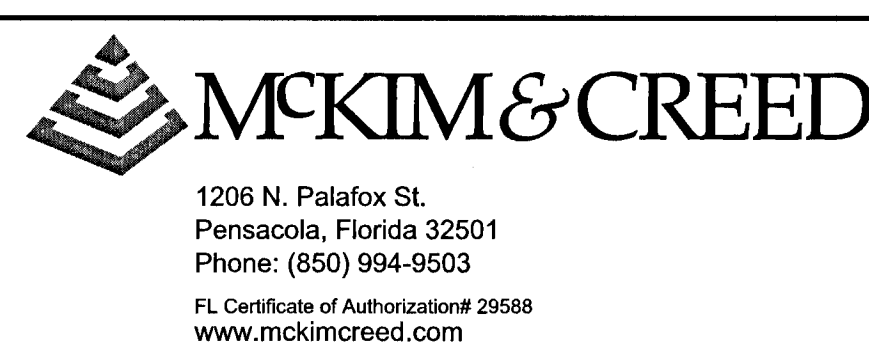 McKIM & CREED
1206 N. Palafox St.
Pensacola, Florida 32501
Phone: (850) 994-9503
FL Certificate of Authorization# 29588
www.mckimcreed.com